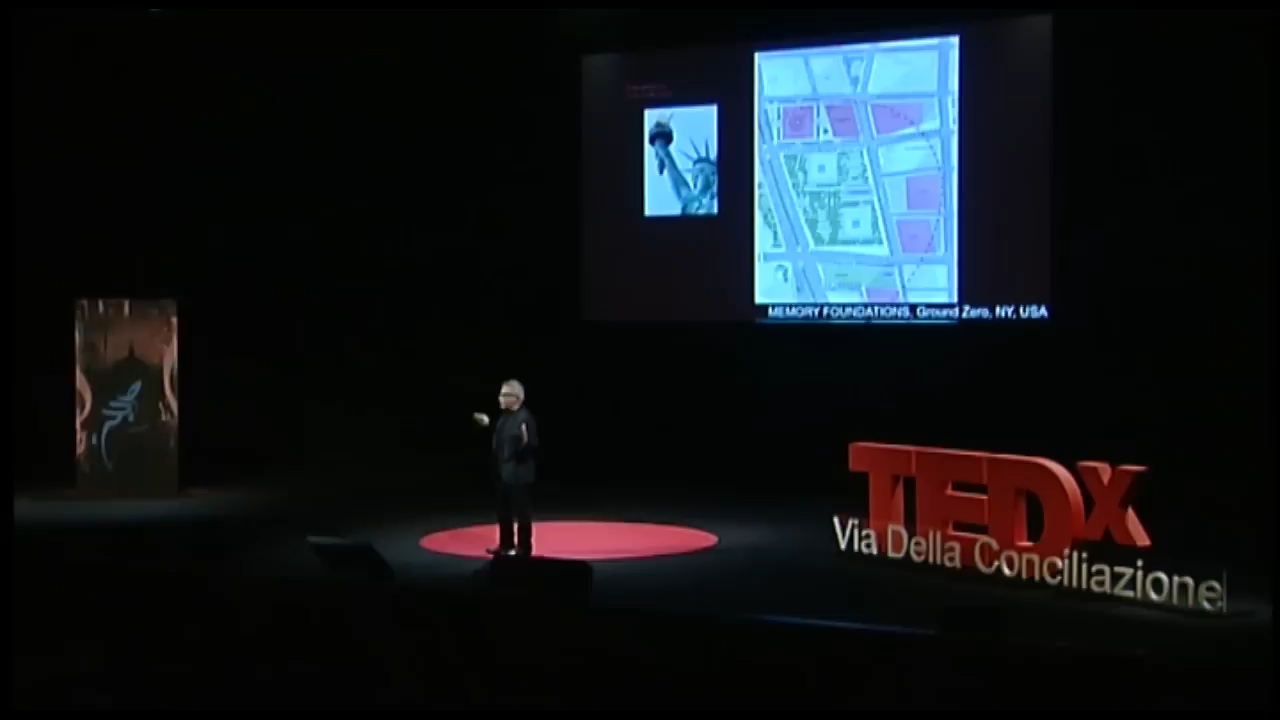 MEMORY FOUNDATIONS, Ground Zero, NY, USA
TEDx
Via Della Conciliazione